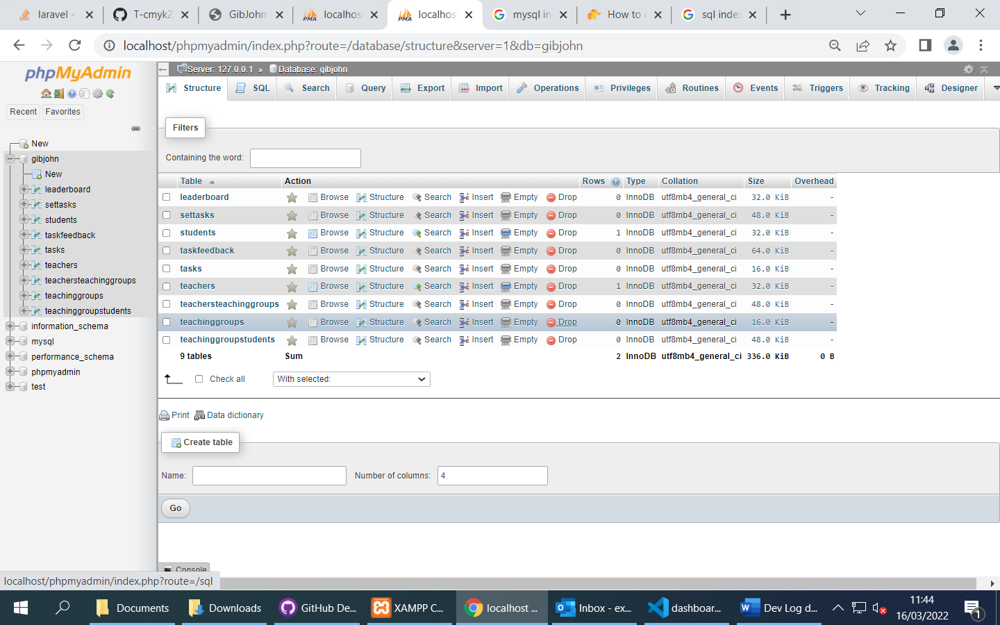 laravel -
T-cmyk2
GibJohn
localhos
localhos
mysql in
How to
sql inde
localhost/phpmyadmin/index.php?route=/database/structure&server=1&db=gibjohn
phpMyAdmin
Recent Favorites
New
gibjohn
New
leaderboard
settasks
students
taskfeedback
tasks
teachers
teachersteachinggroups
teachinggroups
teachinggroupstudents
information_schema
mysql
performance_schema
phpmyadmin
test
Server: 127.0.0.1 » Database: gibjohn
Structure SQL Search Query Export Import Operations Privileges Routines Events Triggers Tracking Designer
Filters
Containing the word:
Table Action Rows Type Collation Size Overhead
leaderboard Browse Structure Search Insert Empty Drop 0 InnoDB utf8mb4_general_ci 32.0 KiB -
settasks Browse Structure Search Insert Empty Drop 0 InnoDB utf8mb4_general_ci 48.0 KiB -
students Browse Structure Search Insert Empty Drop 1 InnoDB utf8mb4_general_ci 32.0 KiB -
taskfeedback Browse Structure Search Insert Empty Drop 0 InnoDB utf8mb4_general_ci 64.0 KiB -
tasks Browse Structure Search Insert Empty Drop 0 InnoDB utf8mb4_general_ci 16.0 KiB -
teachers Browse Structure Search Insert Empty Drop 1 InnoDB utf8mb4_general_ci 32.0 KiB -
teachersteachinggroups Browse Structure Search Insert Empty Drop 0 InnoDB utf8mb4_general_ci 48.0 KiB -
teachinggroups Browse Structure Search Insert Empty Drop 0 InnoDB utf8mb4_general_ci 16.0 KiB -
teachinggroupstudents Browse Structure Search Insert Empty Drop 0 InnoDB utf8mb4_general_ci 48.0 KiB -
9 tables Sum 2 InnoDB utf8mb4_general_ci 336.0 KiB 0 B
Check all With selected:
Print Data dictionary
Create table
Name: Number of columns: 4
Go
Console
localhost/phpmyadmin/index.php?route=/sql
Documents Downloads GitHub De... XAMPP C... localhost ... Inbox - ex... dashboar... Dev Log d...
11:44
16/03/2022
1